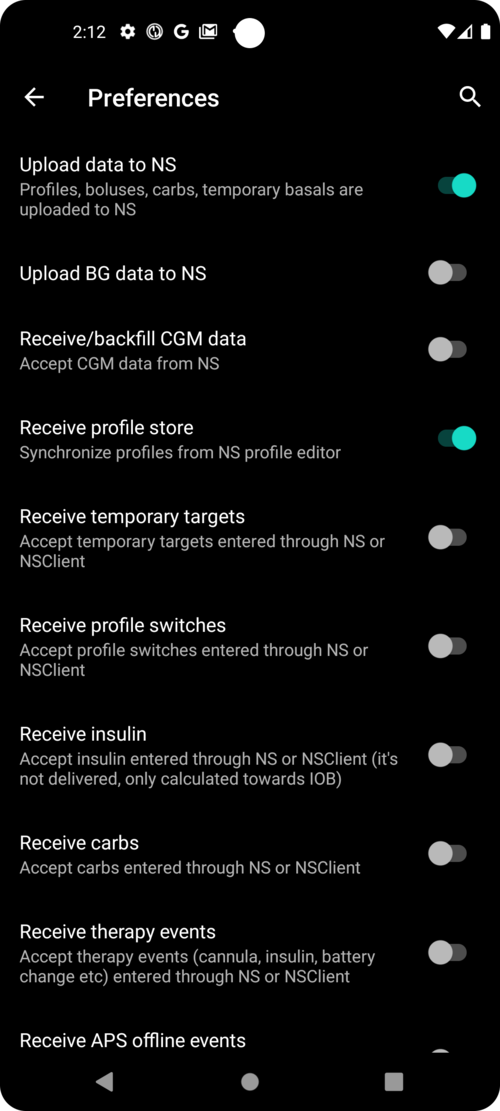 2:12
Preferences
Upload data to NS
Profiles, boluses, carbs, temporary basals are
uploaded to NS
Upload BG data to NS
Receive/backfill CGM data
Accept CGM data from NS
Receive profile store
Synchronize profiles from NS profile editor
Receive temporary targets
Accept temporary targets entered through NS or
NSClient
Receive profile switches
Accept profile switches entered through NS or
NSClient
Receive insulin
Accept insulin entered through NS or NSClient (it's
not delivered, only calculated towards IOB)
Receive carbs
Accept carbs entered through NS or NSClient
Receive therapy events
Accept therapy events (cannula, insulin, battery
change etc) entered through NS or NSClient
Receive APS offline events